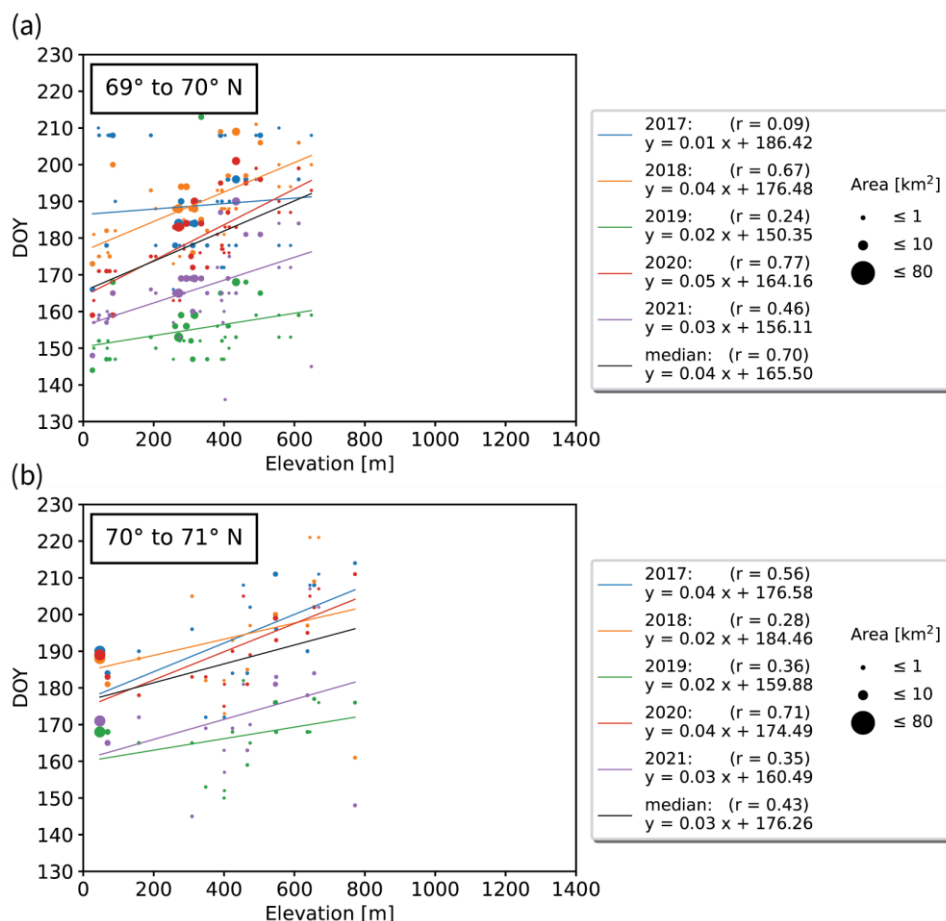 (a)
230
220
210
200
190
180
170
160
150
140
130
DOY
69° to 70° N
0 200 400 600 800 1000 1200 1400
Elevation [m]
2017: (r = 0.09)
y = 0.01 x + 186.42
2018: (r = 0.67)
y = 0.04 x + 176.48
2019: (r = 0.24)
y = 0.02 x + 150.35
2020: (r = 0.77)
y = 0.05 x + 164.16
2021: (r = 0.46)
y = 0.03 x + 156.11
median: (r = 0.70)
y = 0.04 x + 165.50
Area [km²]
≤ 1
≤ 10
≤ 80
(b)
230
220
210
200
190
180
170
160
150
140
130
DOY
70° to 71° N
0 200 400 600 800 1000 1200 1400
Elevation [m]
2017: (r = 0.56)
y = 0.04 x + 176.58
2018: (r = 0.28)
y = 0.02 x + 184.46
2019: (r = 0.36)
y = 0.02 x + 159.88
2020: (r = 0.71)
y = 0.04 x + 174.49
2021: (r = 0.35)
y = 0.03 x + 160.49
median: (r = 0.43)
y = 0.03 x + 176.26
Area [km²]
≤ 1
≤ 10
≤ 80